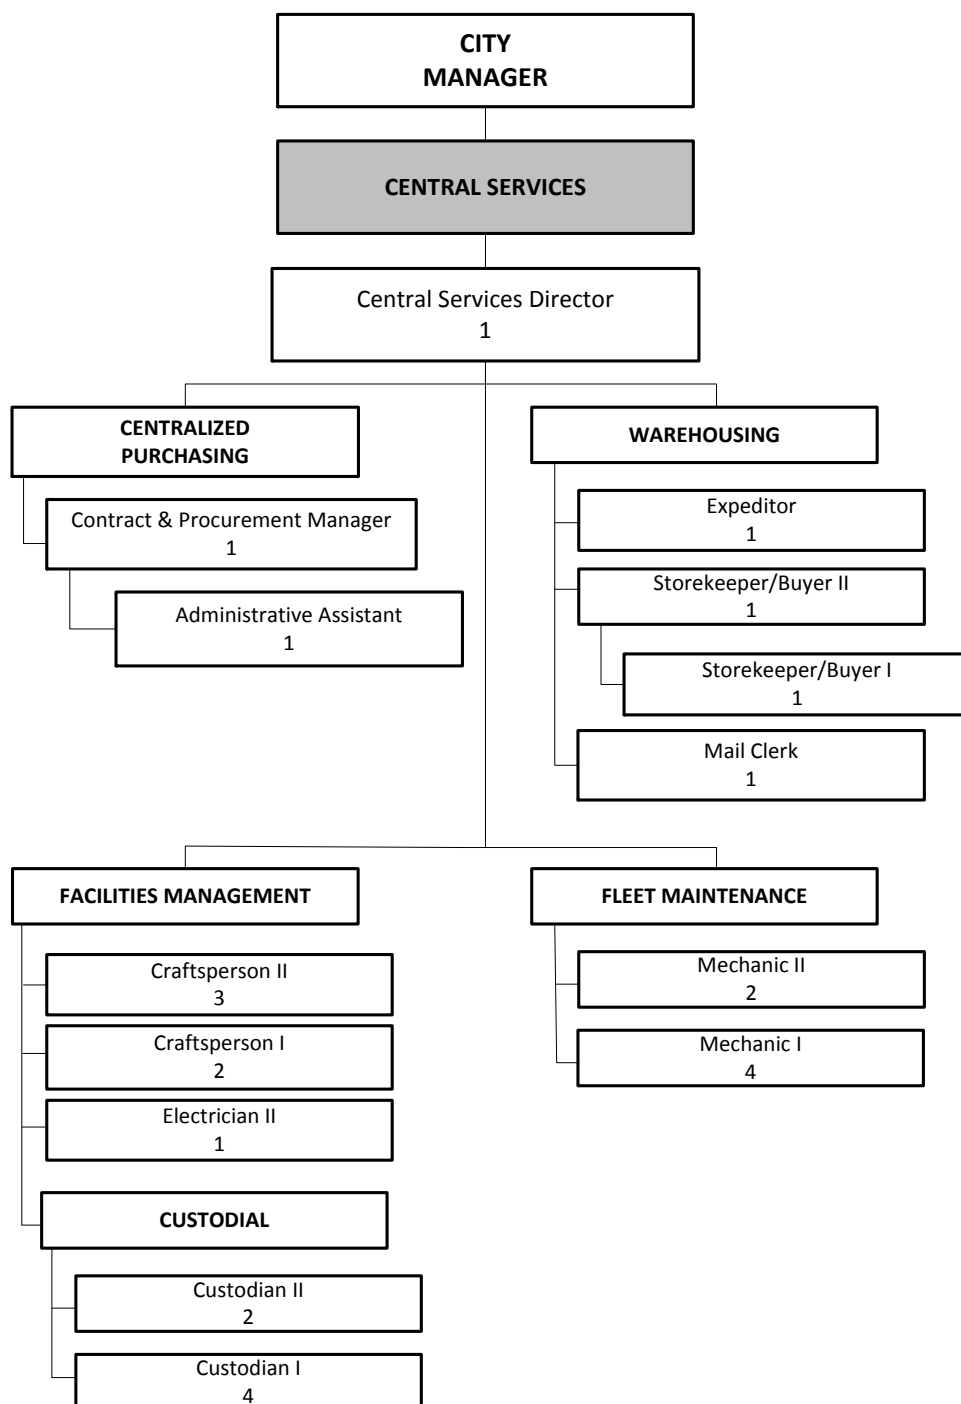 CITY
MANAGER
CENTRAL SERVICES
Central Services Director
1
CENTRALIZED
PURCHASING
Contract & Procurement Manager
1
Administrative Assistant
1
WAREHOUSING
Expeditor
1
Storekeeper/Buyer II
1
Storekeeper/Buyer I
1
Mail Clerk
1
FACILITIES MANAGEMENT
Craftsperson II
3
Craftsperson I
2
Electrician II
1
CUSTODIAL
Custodian II
2
Custodian I
4
FLEET MAINTENANCE
Mechanic II
2
Mechanic I
4